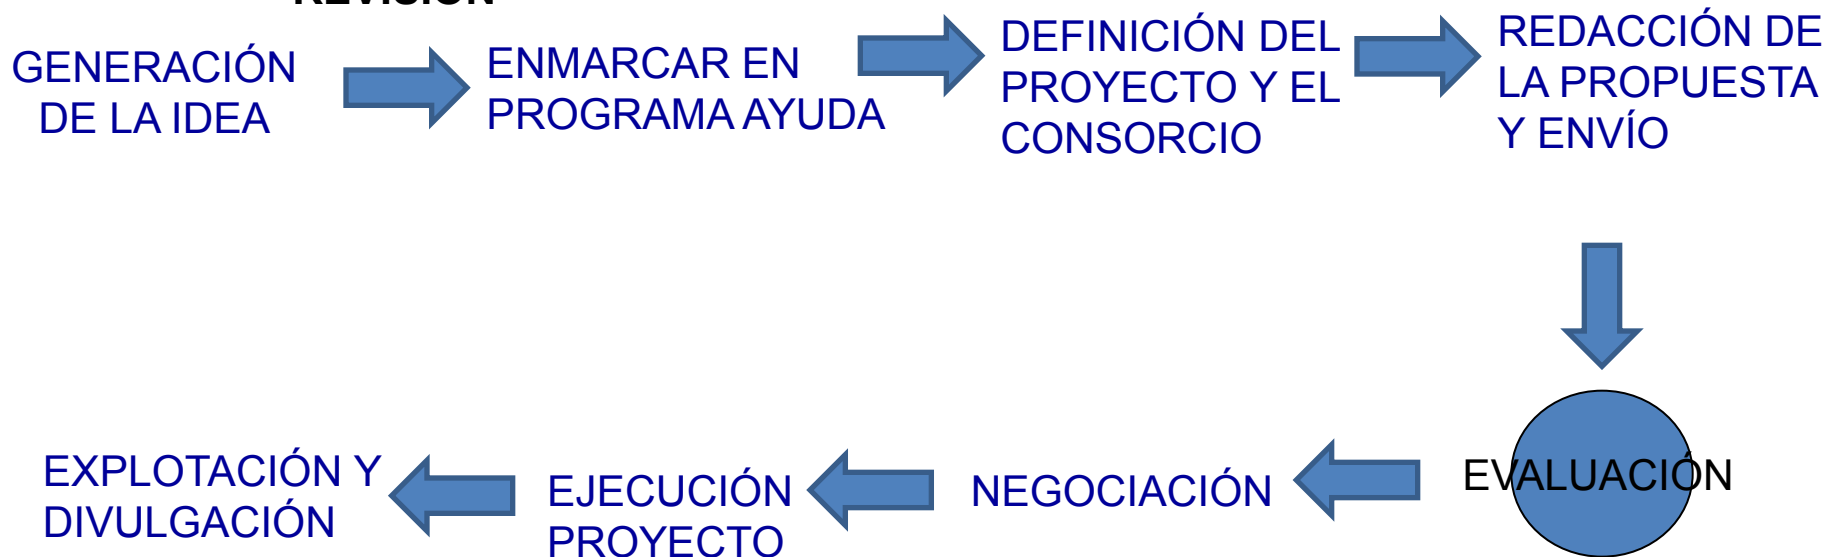 REVISIÓN
GENERACIÓN
DE LA IDEA
ENMARCAR EN
PROGRAMA AYUDA
DEFINICIÓN DEL
PROYECTO Y EL
CONSORCIO
REDACCIÓN DE
LA PROPUESTA
Y ENVÍO
EVALUACIÓN
NEGOCIACIÓN
EJECUCIÓN
PROYECTO
EXPLOTACIÓN Y
DIVULGACIÓN